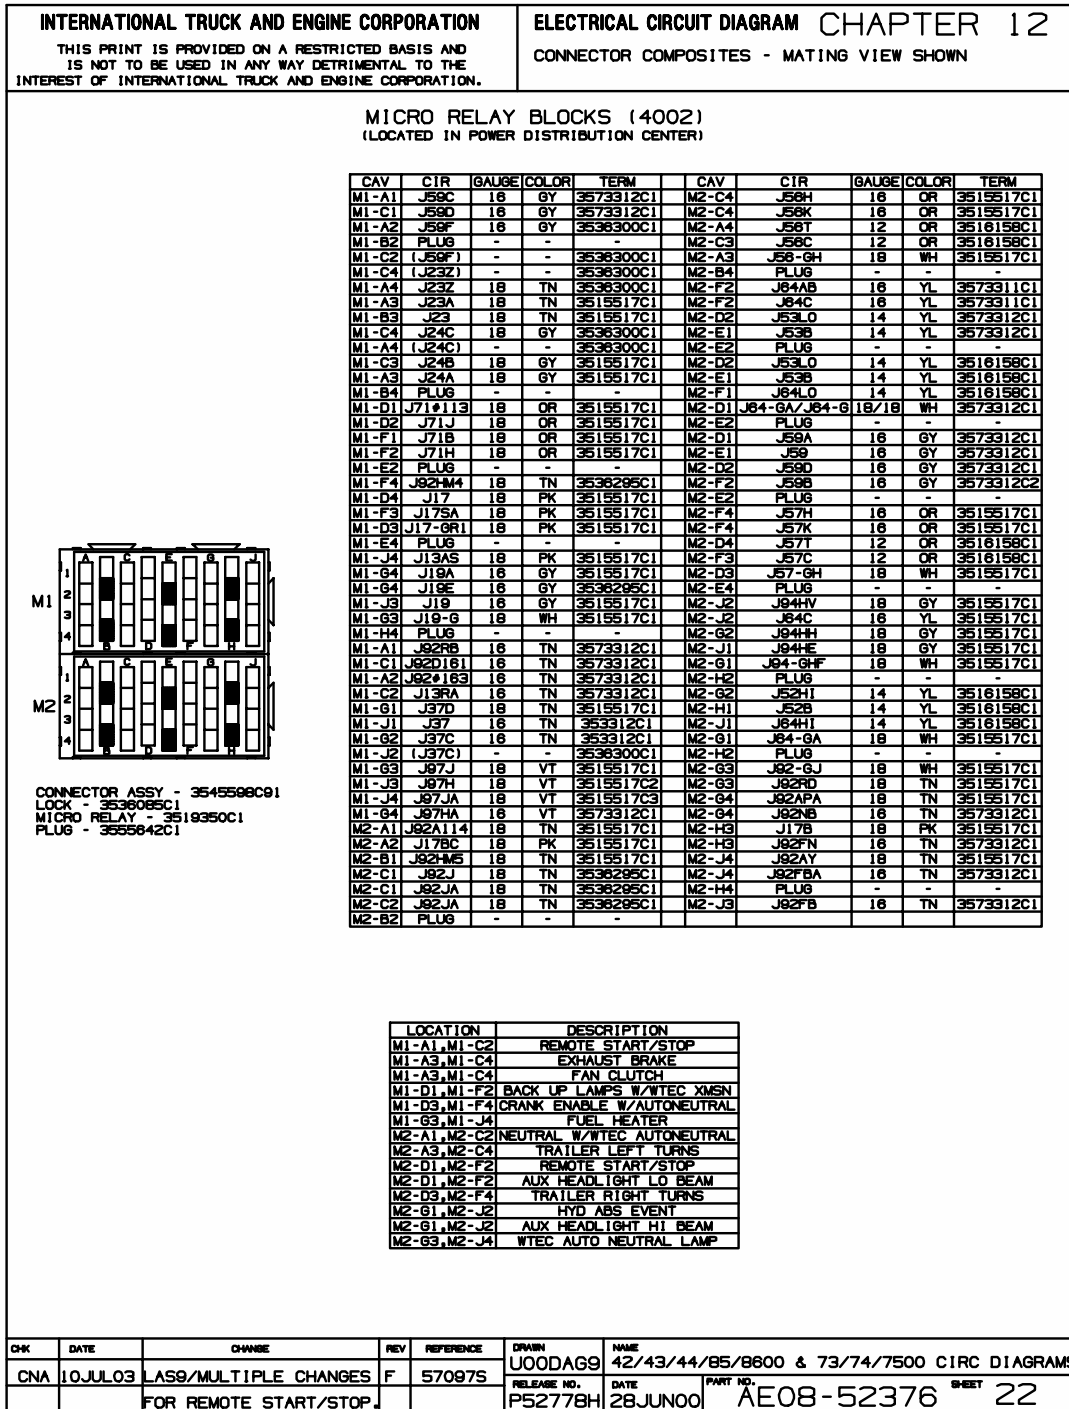 INTERNATIONAL TRUCK AND ENGINE CORPORATION
THIS PRINT IS PROVIDED ON A RESTRICTED BASIS AND
IS NOT TO BE USED IN ANY WAY DETRIMENTAL TO THE
INTEREST OF INTERNATIONAL TRUCK AND ENGINE CORPORATION.
ELECTRICAL CIRCUIT DIAGRAM CHAPTER 12
CONNECTOR COMPOSITES - MATING VIEW SHOWN
MICRO RELAY BLOCKS (4002)
(LOCATED IN POWER DISTRIBUTION CENTER)
CAV CIR GAUGE COLOR TERM CAV CIR GAUGE COLOR TERM
M1-A1 J59C 16 GY 3573312C1 M2-C4 J56H 16 OR 3515517C1
M1-C1 J59D 16 GY 3573312C1 M2-C4 J56K 16 OR 3515517C1
M1-A2 J59F 16 GY 3536300C1 M2-A4 J56T 12 OR 3516158C1
M1-B2 PLUG - - - M2-C3 J56C 12 OR 3516158C1
M1-C2 (J59F) - - 3536300C1 M2-A3 J56-GH 18 WH 3515517C1
M1-C4 (J23Z) - - 3536300C1 M2-B4 PLUG - - -
M1-A4 J23Z 18 TN 3536300C1 M2-F2 J64AB 16 YL 3573311C1
M1-A3 J23A 18 TN 3515517C1 M2-F2 J64C 16 YL 3573311C1
M1-B3 J23 18 TN 3515517C1 M2-D2 J53LO 14 YL 3573312C1
M1-C4 J24C 18 GY 3536300C1 M2-E1 J53B 14 YL 3573312C1
M1-A4 (J24C) - - 3536300C1 M2-E2 PLUG - - -
M1-C3 J24B 18 GY 3515517C1 M2-D2 J53LO 14 YL 3516158C1
M1-A3 J24A 18 GY 3515517C1 M2-E1 J53B 14 YL 3516158C1
M1-B4 PLUG - - - M2-F1 J64LO 14 YL 3516158C1
M1-D1 J71#113 18 OR 3515517C1 M2-D1 J64-GA/J64-G 18/18 WH 3573312C1
M1-D2 J71J 18 OR 3515517C1 M2-E2 PLUG - - -
M1-F1 J71B 18 OR 3515517C1 M2-D1 J59A 16 GY 3573312C1
M1-F2 J71H 18 OR 3515517C1 M2-E1 J59 16 GY 3573312C1
M1-E2 PLUG - - - M2-D2 J59D 16 GY 3573312C1
M1-F4 J92HM4 18 TN 3536295C1 M2-F2 J59B 16 GY 3573312C2
M1-D4 J17 18 PK 3515517C1 M2-E2 PLUG - - -
M1-F3 J17SA 18 PK 3515517C1 M2-F4 J57H 16 OR 3515517C1
M1-D3 J17-GR1 18 PK 3515517C1 M2-F4 J57K 16 OR 3515517C1
M1-E4 PLUG - - - M2-D4 J57T 12 OR 3516158C1
M1-J4 J13AS 18 PK 3515517C1 M2-F3 J57C 12 OR 3516158C1
M1-G4 J19A 16 GY 3515517C1 M2-D3 J57-GH 18 WH 3515517C1
M1-G4 J19E 16 GY 3536295C1 M2-E4 PLUG - - -
M1-J3 J19 16 GY 3515517C1 M2-J2 J94HV 18 GY 3515517C1
M1-G3 J19-G 18 WH 3515517C1 M2-J2 J64C 16 YL 3515517C1
M1-H4 PLUG - - - M2-G2 J94HH 18 GY 3515517C1
M1-A1 J92RB 16 TN 3573312C1 M2-J1 J94HE 18 GY 3515517C1
M1-C1 J92D161 16 TN 3573312C1 M2-G1 J94-GHF 18 WH 3515517C1
M1-A2 J92#163 16 TN 3573312C1 M2-H2 PLUG - - -
M1-C2 J13RA 16 TN 3573312C1 M2-G2 J52HI 14 YL 3516158C1
M1-G1 J37D 18 TN 3515517C1 M2-H1 J52B 14 YL 3516158C1
M1-J1 J37 16 TN 353312C1 M2-J1 J64HI 14 YL 3516158C1
M1-G2 J37C 16 TN 353312C1 M2-G1 J64-GA 18 WH 3515517C1
M1-J2 (J37C) - - 3536300C1 M2-H2 PLUG - - -
M1-G3 J97J 18 VT 3515517C1 M2-G3 J92-GJ 18 WH 3515517C1
M1-J3 J97H 18 VT 3515517C2 M2-G3 J92RD 18 TN 3515517C1
M1-J4 J97JA 18 VT 3515517C3 M2-G4 J92APA 18 TN 3515517C1
M1-G4 J97HA 16 VT 3573312C1 M2-G4 J92NB 16 TN 3573312C1
M2-A1 J92A114 18 TN 3515517C1 M2-H3 J17B 18 PK 3515517C1
M2-A2 J17BC 18 PK 3515517C1 M2-H3 J92FN 16 TN 3573312C1
M2-B1 J92HM5 18 TN 3515517C1 M2-J4 J92AY 18 TN 3515517C1
M2-C1 J92J 18 TN 3536295C1 M2-J4 J92FBA 16 TN 3573312C1
M2-C1 J92JA 18 TN 3536295C1 M2-H4 PLUG - - -
M2-C2 J92JA 18 TN 3536295C1 M2-J3 J92FB 16 TN 3573312C1
M2-B2 PLUG - - -
A C E G J
1
M1 2
3
4
B D F H
A C E G J
1
M2 2
3
4
B D F H
CONNECTOR ASSY - 3545598C91
LOCK - 3536085C1
MICRO RELAY - 3519350C1
PLUG - 3555642C1
LOCATION DESCRIPTION
M1-A1,M1-C2 REMOTE START/STOP
M1-A3,M1-C4 EXHAUST BRAKE
M1-A3,M1-C4 FAN CLUTCH
M1-D1,M1-F2 BACK UP LAMPS W/WTEC XMSN
M1-D3,M1-F4 CRANK ENABLE W/AUTONEUTRAL
M1-G3,M1-J4 FUEL HEATER
M2-A1,M2-C2 NEUTRAL W/WTEC AUTONEUTRAL
M2-A3,M2-C4 TRAILER LEFT TURNS
M2-D1,M2-F2 REMOTE START/STOP
M2-D1,M2-F2 AUX HEADLIGHT LO BEAM
M2-D3,M2-F4 TRAILER RIGHT TURNS
M2-G1,M2-J2 HYD ABS EVENT
M2-G1,M2-J2 AUX HEADLIGHT HI BEAM
M2-G3,M2-J4 WTEC AUTO NEUTRAL LAMP
CHK DATE CHANGE REV REFERENCE
CNA 10JUL03 LAS9/MULTIPLE CHANGES F 57097S
FOR REMOTE START/STOP.
DRAWN U00DAG9
NAME 42/43/44/85/8600 & 73/74/7500 CIRC DIAGRAMS
RELEASE NO. P52778H
DATE 28JUN00
PART NO. AE08-52376
SHEET 22